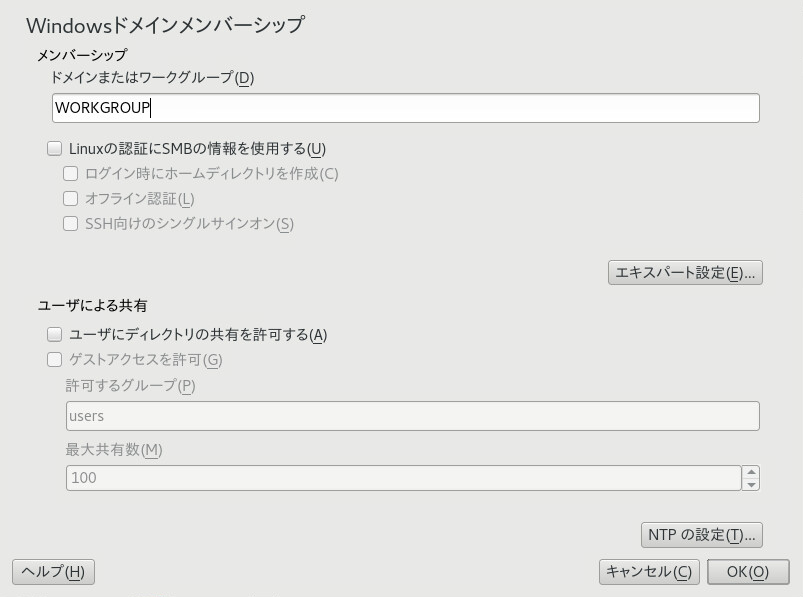 Windowsドメインメンバーシップ
メンバーシップ
ドメインまたはワークグループ(D)
WORKGROUP
Linuxの認証にSMBの情報を使用する(U)
ログイン時にホームディレクトリを作成(C)
オフライン認証(L)
SSH向けのシングルサインオン(S)
エキスパート設定(E)...
ユーザによる共有
ユーザにディレクトリの共有を許可する(A)
ゲストアクセスを許可(G)
許可するグループ(P)
users
最大共有数(M)
100
NTP の設定(T)...
ヘルプ(H)
キャンセル(C)
OK(O)